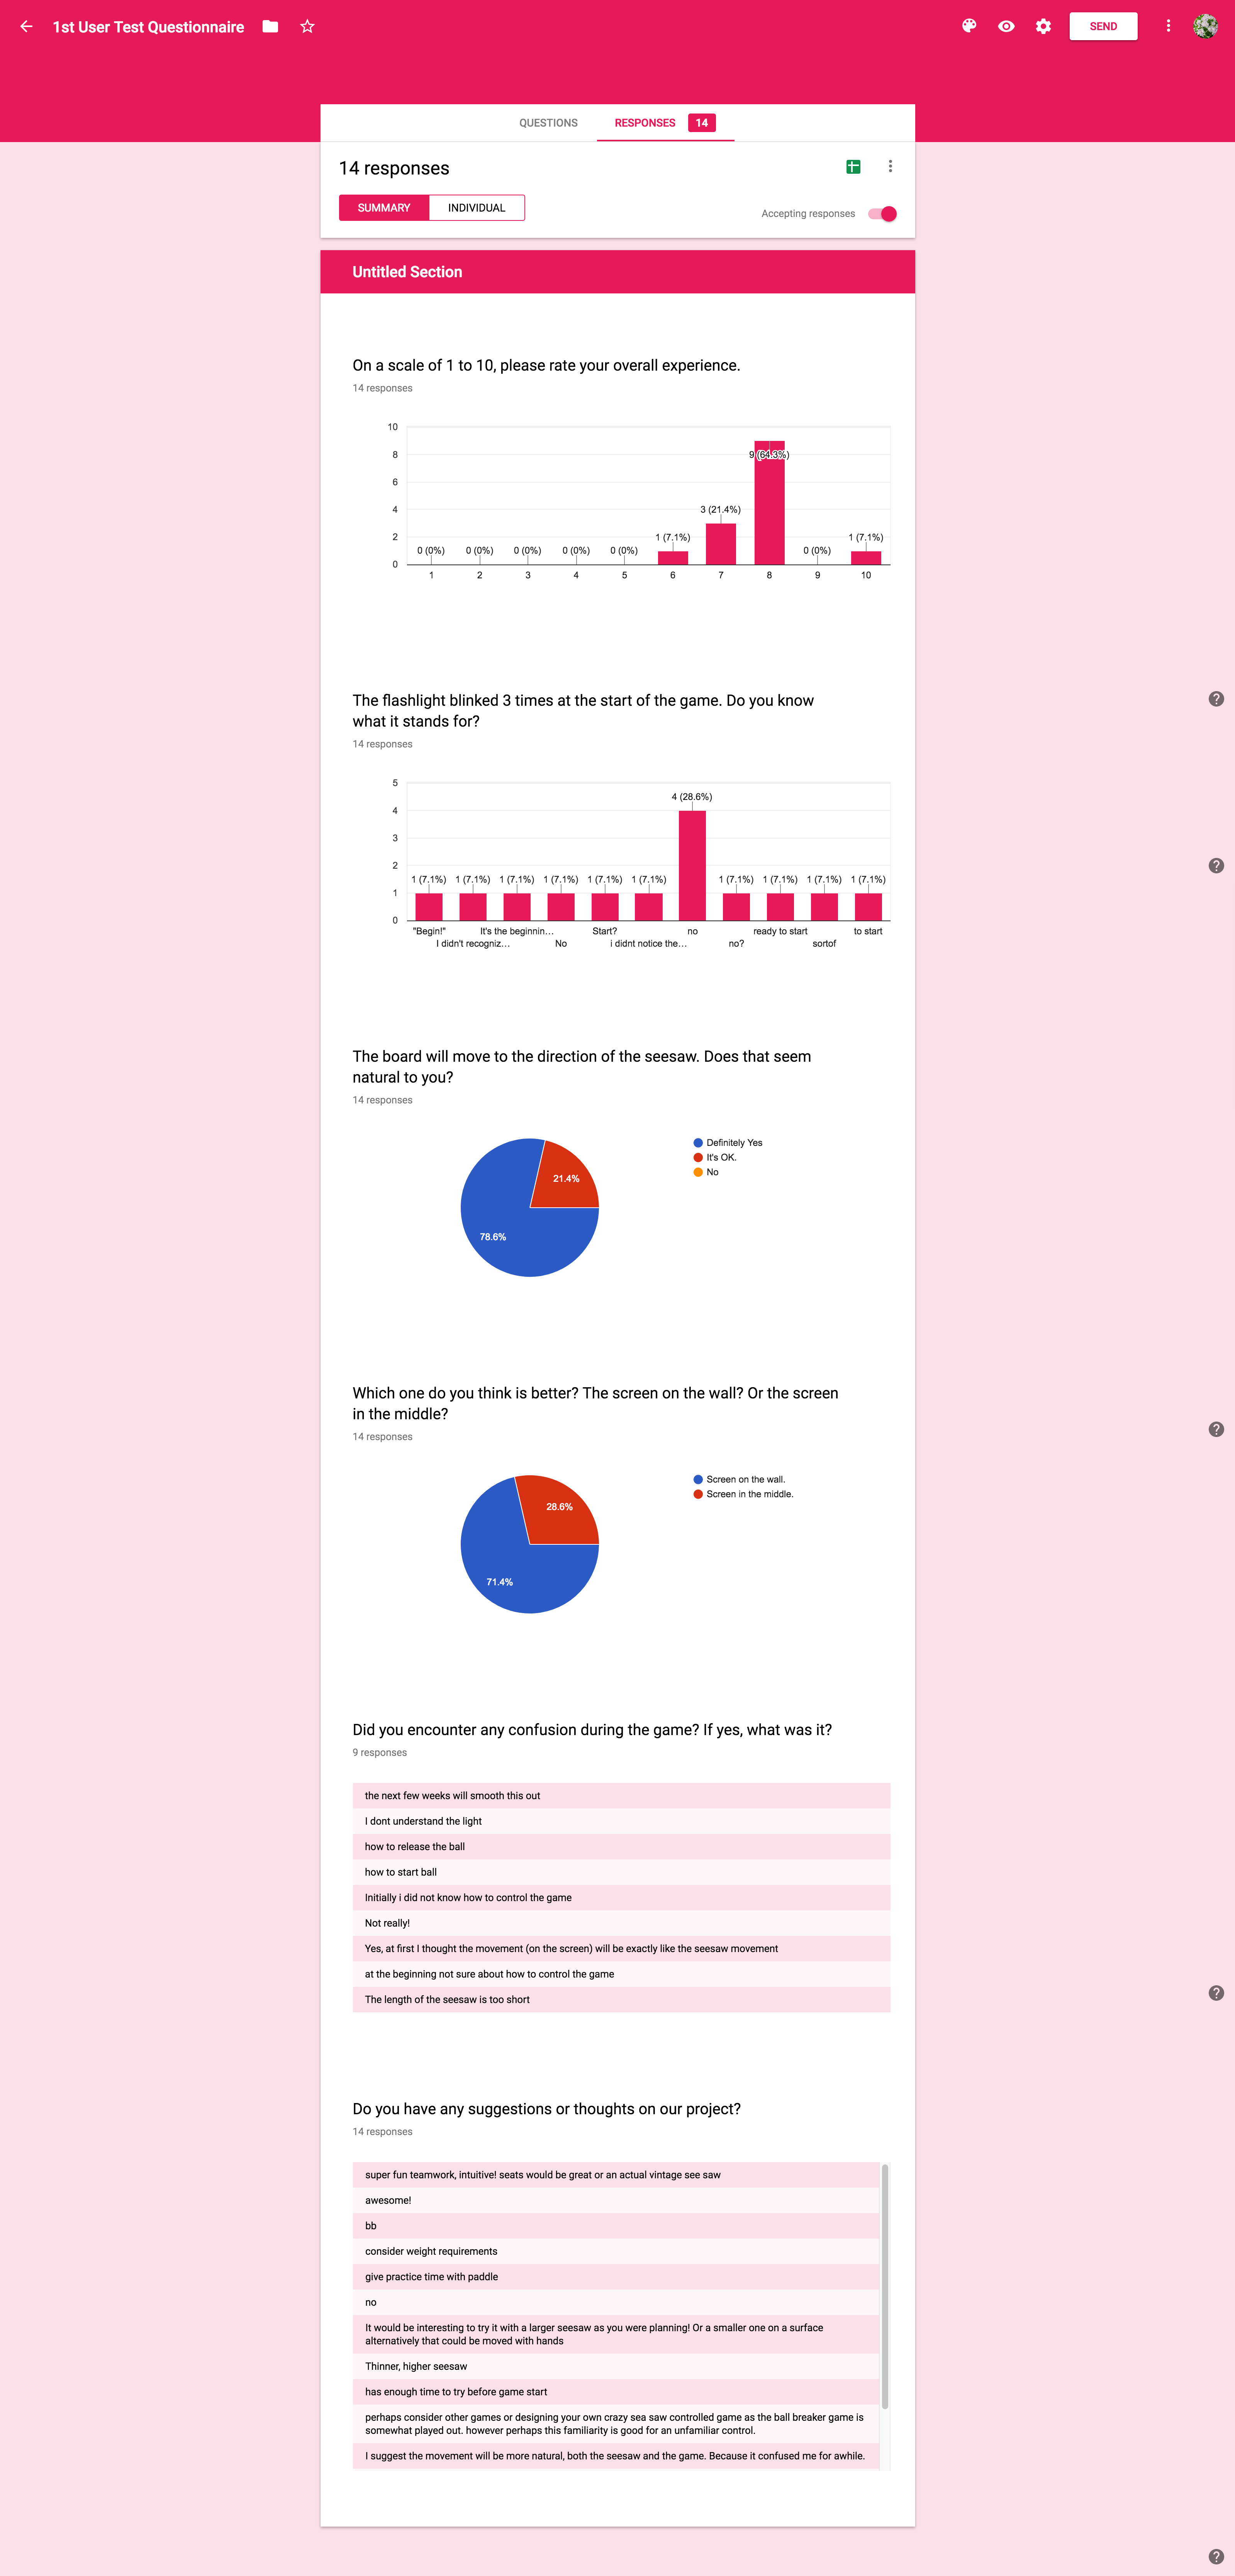 1st User Test Questionnaire
SEND
QUESTIONS
RESPONSES 14
14 responses
SUMMARY
INDIVIDUAL
Accepting responses
Untitled Section
On a scale of 1 to 10, please rate your overall experience.
14 responses
10
8
6
4
2
0
0 (0%)
0 (0%)
0 (0%)
0 (0%)
0 (0%)
1 (7.1%)
3 (21.4%)
9 (64.3%)
0 (0%)
1 (7.1%)
1
2
3
4
5
6
7
8
9
10
The flashlight blinked 3 times at the start of the game. Do you know
what it stands for?
14 responses
5
4
3
2
1
0
1 (7.1%)
1 (7.1%)
1 (7.1%)
1 (7.1%)
1 (7.1%)
1 (7.1%)
4 (28.6%)
1 (7.1%)
1 (7.1%)
1 (7.1%)
1 (7.1%)
"Begin!"
I didn't recogniz…
It's the beginnin…
No
Start?
i didnt notice the…
no
no?
ready to start
sortof
to start
The board will move to the direction of the seesaw. Does that seem
natural to you?
14 responses
Definitely Yes
It's OK.
No
21.4%
78.6%
Which one do you think is better? The screen on the wall? Or the screen
in the middle?
14 responses
Screen on the wall.
Screen in the middle.
28.6%
71.4%
Did you encounter any confusion during the game? If yes, what was it?
9 responses
the next few weeks will smooth this out
I dont understand the light
how to release the ball
how to start ball
Initially i did not know how to control the game
Not really!
Yes, at first I thought the movement (on the screen) will be exactly like the seesaw movement
at the beginning not sure about how to control the game
The length of the seesaw is too short
Do you have any suggestions or thoughts on our project?
14 responses
super fun teamwork, intuitive! seats would be great or an actual vintage see saw
awesome!
bb
consider weight requirements
give practice time with paddle
no
It would be interesting to try it with a larger seesaw as you were planning! Or a smaller one on a surface
alternatively that could be moved with hands
Thinner, higher seesaw
has enough time to try before game start
perhaps consider other games or designing your own crazy sea saw controlled game as the ball breaker game is
somewhat played out. however perhaps this familiarity is good for an unfamiliar control.
I suggest the movement will be more natural, both the seesaw and the game. Because it confused me for awhile.